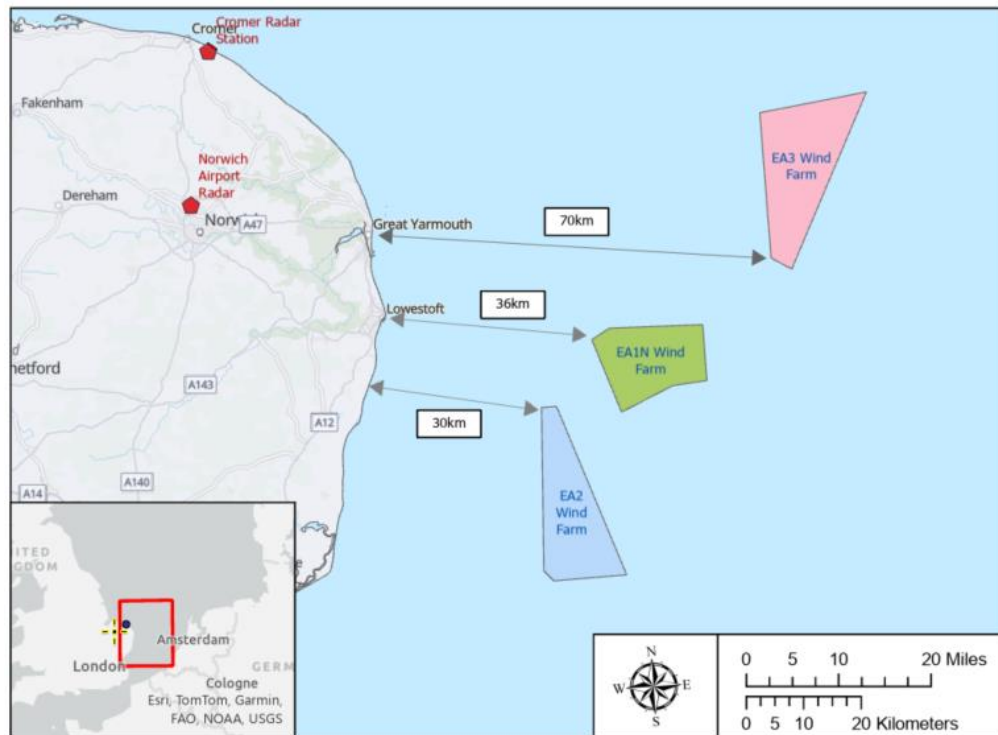 Cromer Radar
Cromer
Station
Fakenham
EA3 Wind
Farm
Norwich
Airport
Radar
Dereham
Norwi
A47
Great Yarmouth
70km
36km
Lowestoft
EA1N Wind
Farm
hetford
A143
A12
30km
A140
A14
EA2
Wind
Farm
e
ITED
NGDOM
Amsterdam
London
GERM
Cologne
Esri, TomTom, Garmin,
FAO, NOAA, USGS
N
W E
S
0 5 10 20 Miles
0 5 10 20 Kilometers